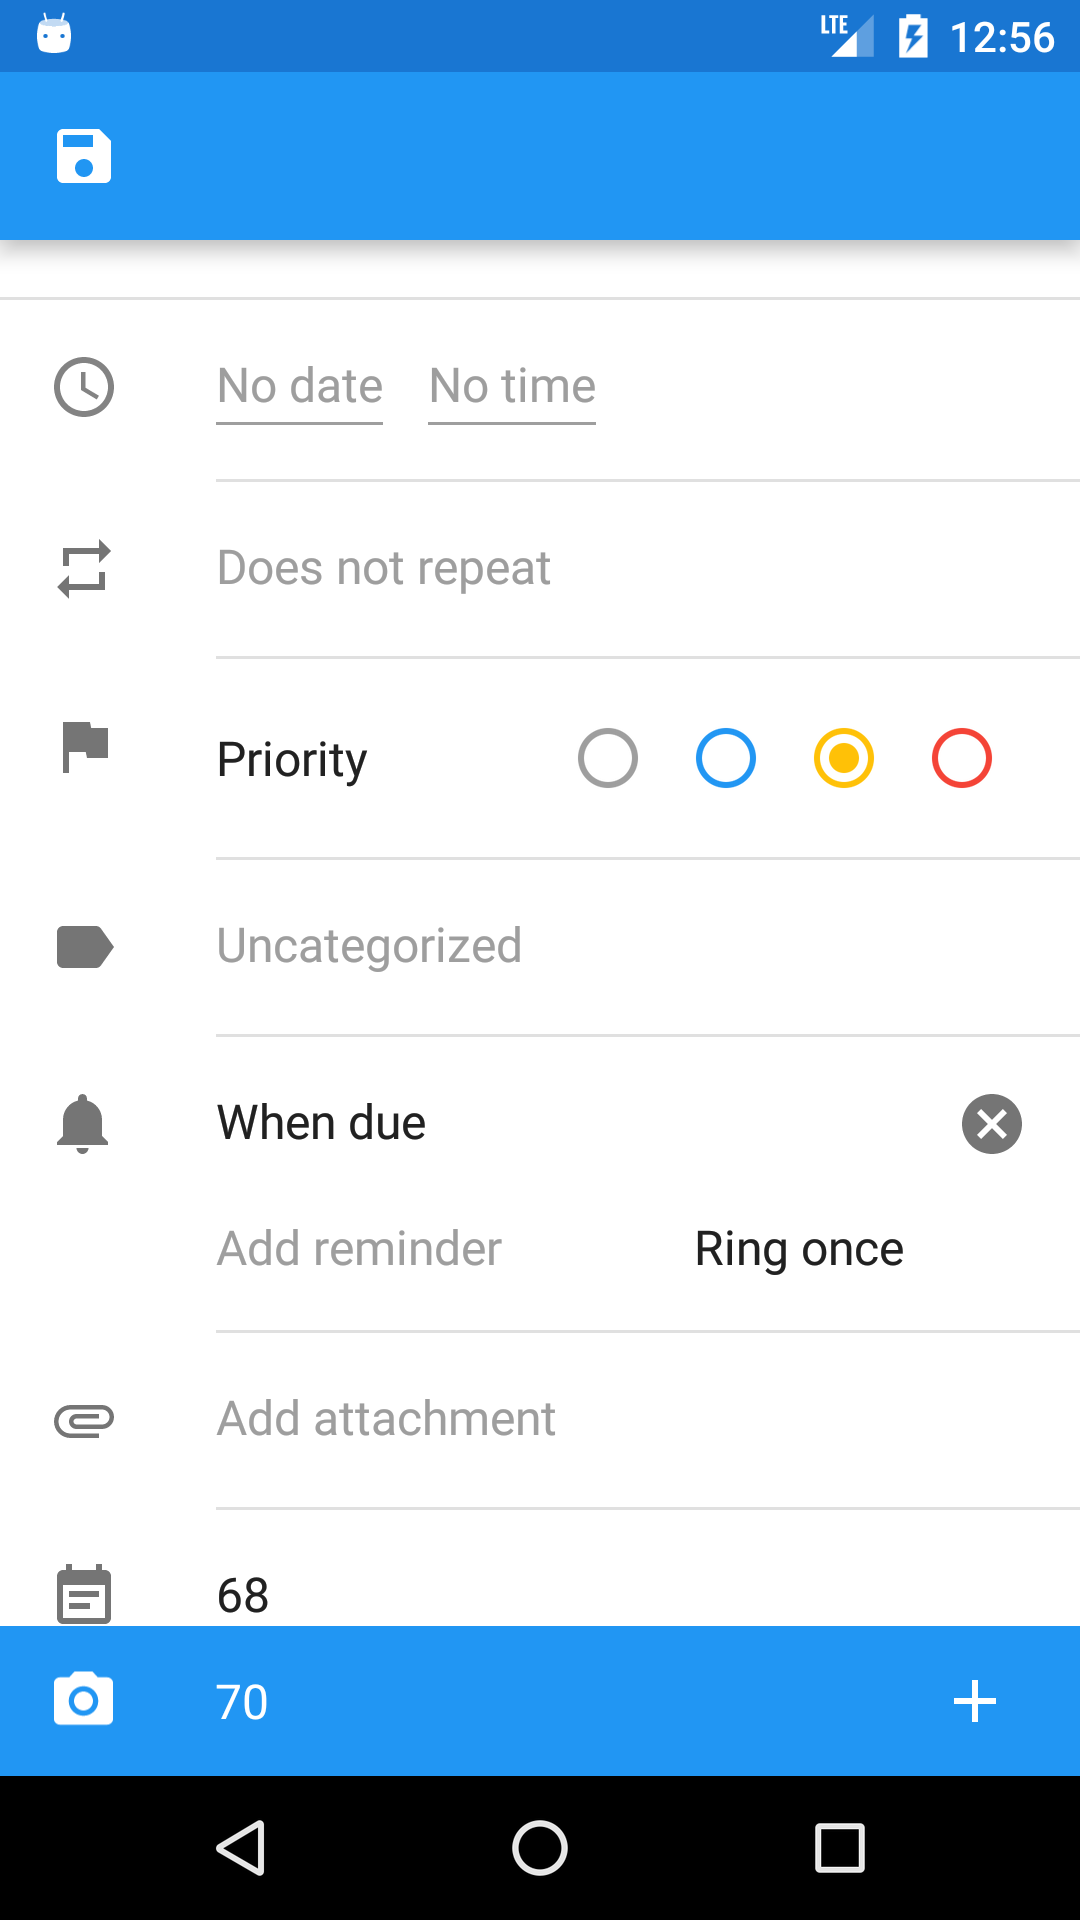 LTE 12:56
No date No time
Does not repeat
Priority
Uncategorized
When due
Add reminder Ring once
Add attachment
68
70